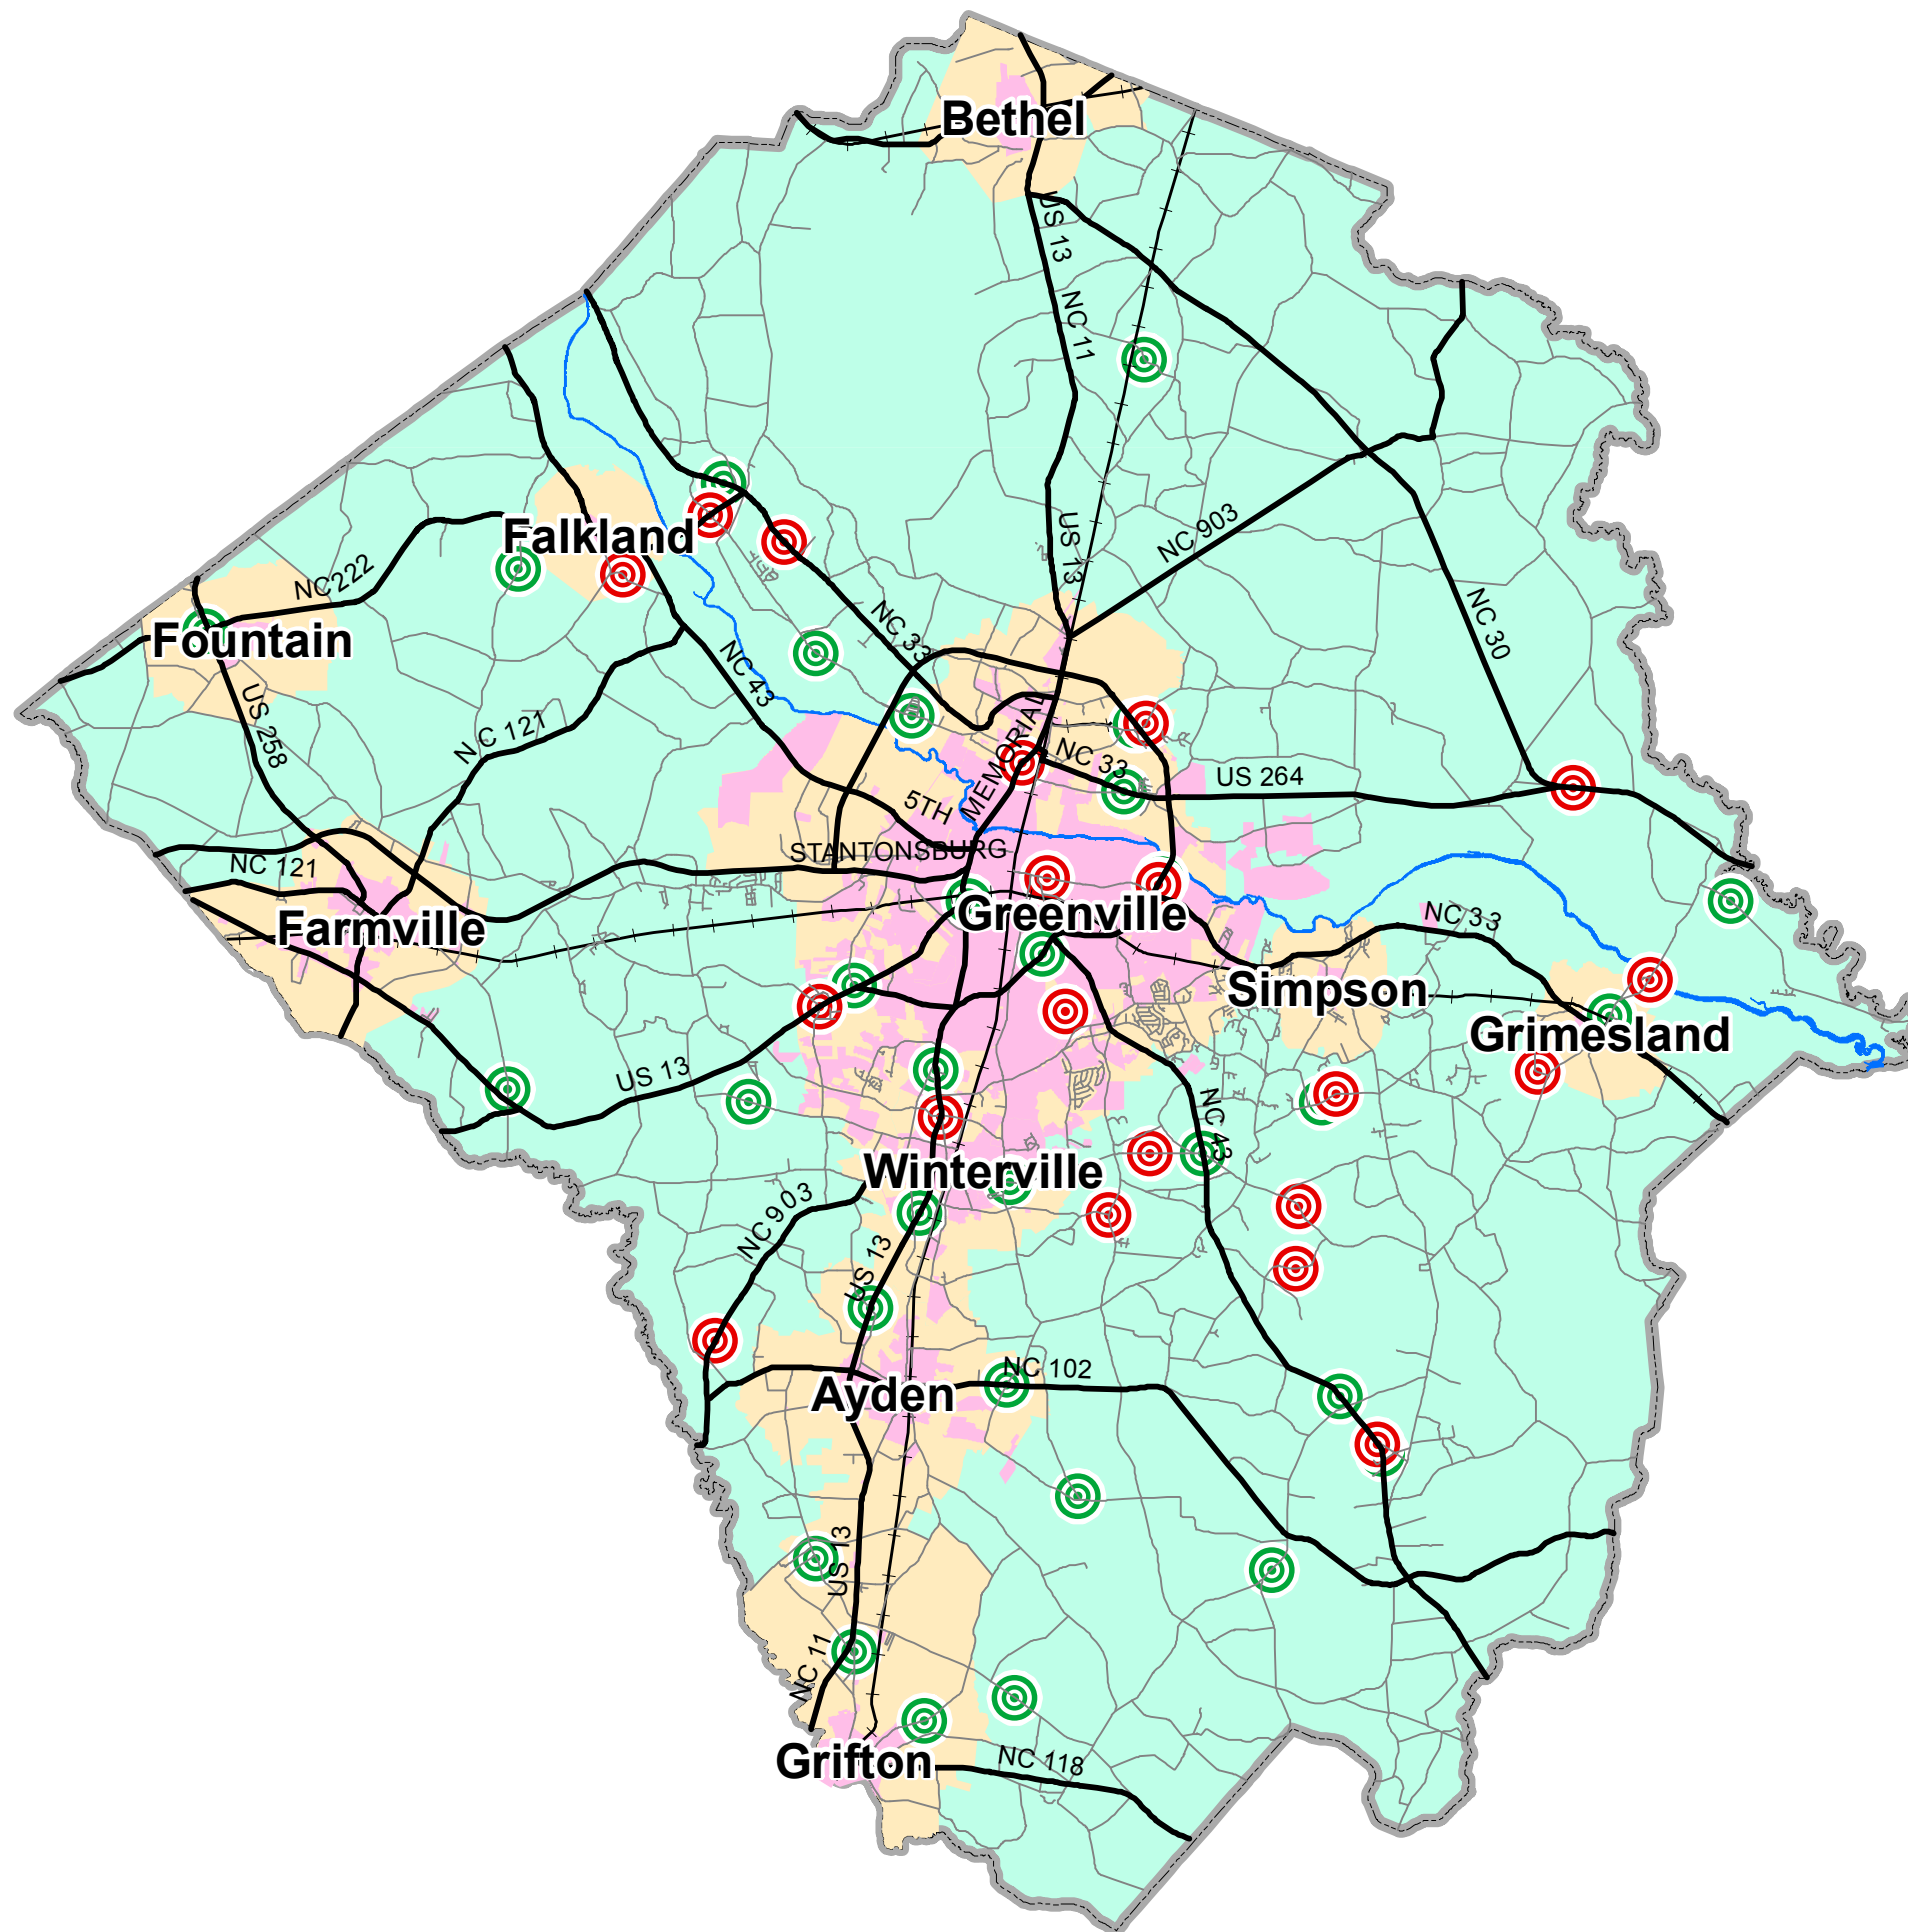 Bethel
US 13
NC 11
US 13
NC 903
Falkland
NC222
Fountain
NC 33
NC 43
NC 30
US 258
N C 121
MEMORIAL
NC 33
US 264
5TH
STANTONSBURG
NC 121
Farmville
Greenville
NC 33
Simpson
Grimesland
US 13
NC 43
Winterville
NC 903
US 13
NC 102
Ayden
US 13
NC 11
Grifton
NC 118